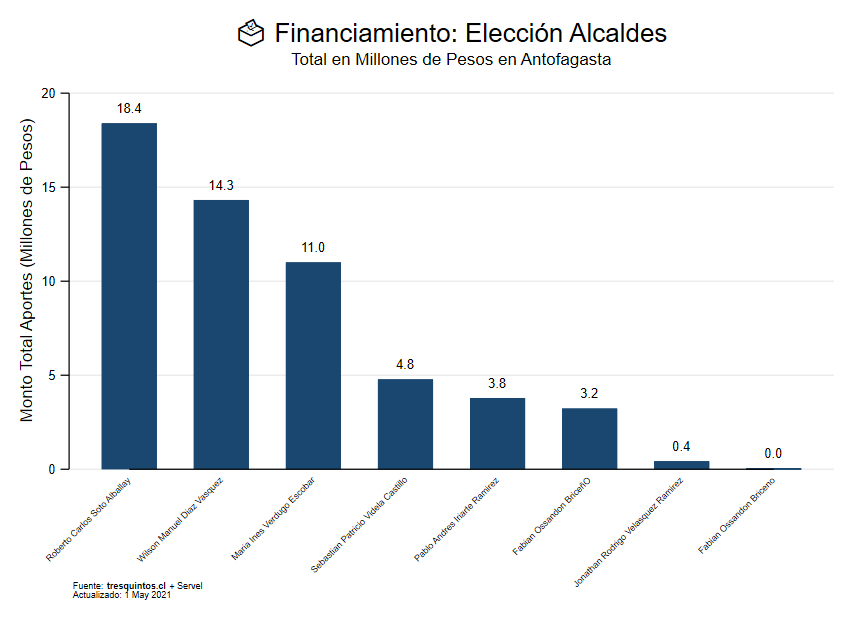 Financiamiento: Elección Alcaldes
Total en Millones de Pesos en Antofagasta
Monto Total Aportes (Millones de Pesos)
20
15
10
5
0
18.4
14.3
11.0
4.8
3.8
3.2
0.4
0.0
Roberto Carlos Soto Alballay
Wilson Manuel Diaz Vasquez
Maria Ines Verdugo Escobar
Sebastian Patricio Videla Castillo
Pablo Andres Iriarte Ramirez
Fabian Ossandon BriceñO
Jonathan Rodrigo Velasquez Ramirez
Fabian Ossandon Briceno
Fuente: tresquintos.cl + Servel
Actualizado: 1 May 2021